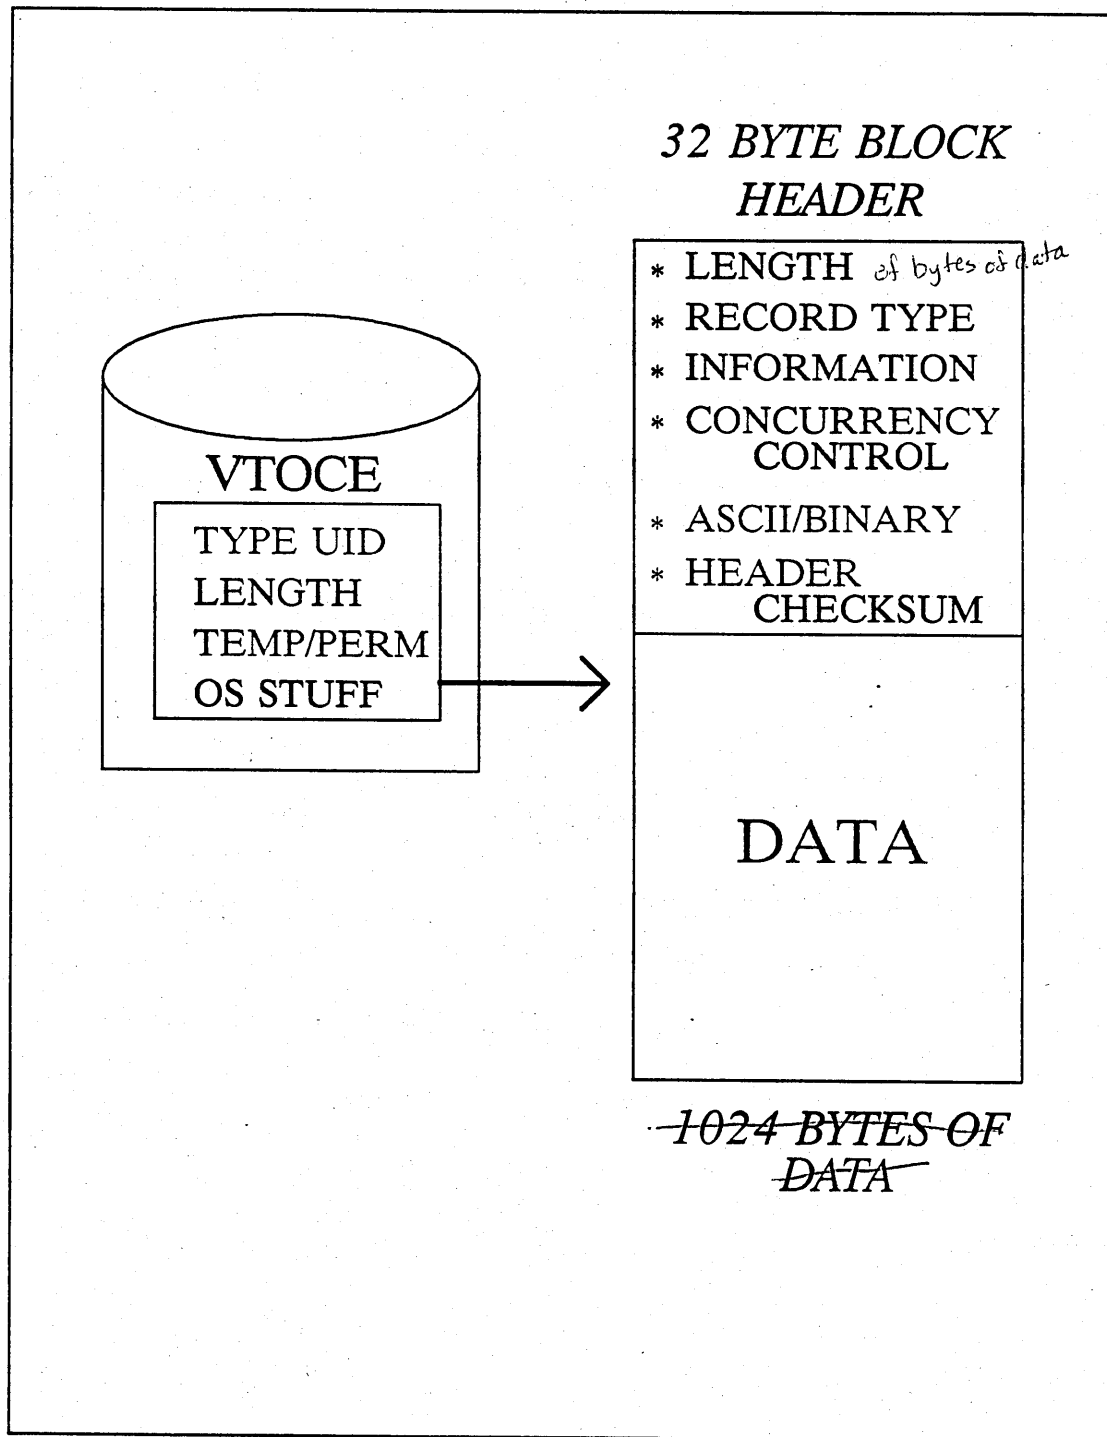 32 BYTE BLOCK
HEADER
* LENGTH of bytes of data
* RECORD TYPE
* INFORMATION
* CONCURRENCY
CONTROL
* ASCII/BINARY
* HEADER
CHECKSUM
VTOCE
TYPE UID
LENGTH
TEMP/PERM
OS STUFF
DATA
1024 BYTES OF
DATA